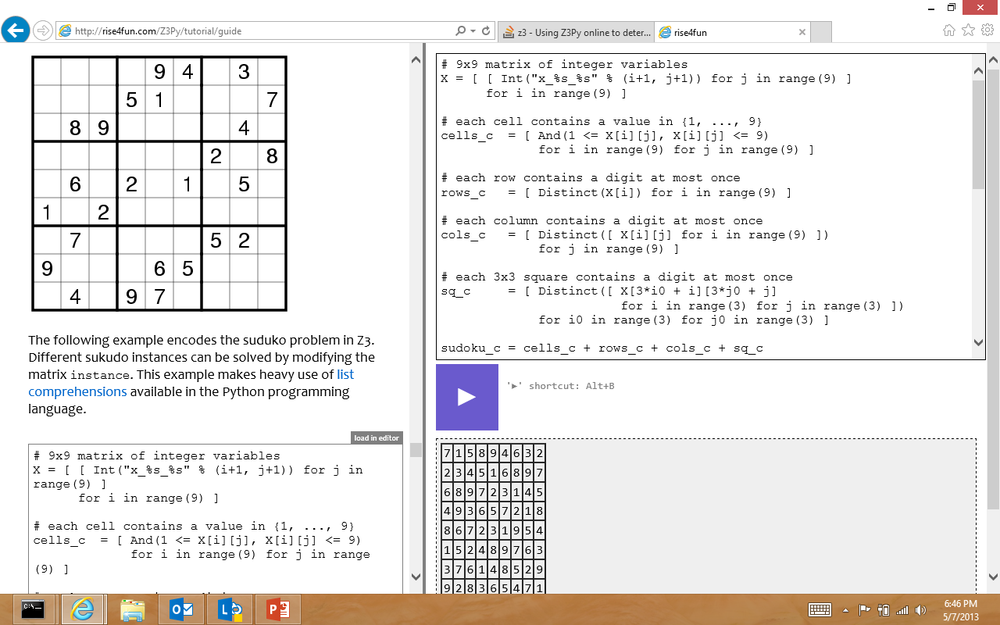 http://rise4fun.com/Z3Py/tutorial/guide
z3 - Using Z3Py online to deter...
rise4fun
9 4 3
5 1 7
8 9 4
2 8
6 2 1 5
1 2
7 5 2
9 6 5
4 9 7
The following example encodes the suduko problem in Z3.
Different sukudo instances can be solved by modifying the
matrix instance. This example makes heavy use of list
comprehensions available in the Python programming
language.
load in editor
# 9x9 matrix of integer variables
X = [ [ Int("x_%s_%s" % (i+1, j+1)) for j in
range(9) ]
for i in range(9) ]
# each cell contains a value in {1, ..., 9}
cells_c = [ And(1 <= X[i][j], X[i][j] <= 9)
for i in range(9) for j in range
(9) ]
# 9x9 matrix of integer variables
X = [ [ Int("x_%s_%s" % (i+1, j+1)) for j in range(9) ]
for i in range(9) ]
# each cell contains a value in {1, ..., 9}
cells_c = [ And(1 <= X[i][j], X[i][j] <= 9)
for i in range(9) for j in range(9) ]
# each row contains a digit at most once
rows_c = [ Distinct(X[i]) for i in range(9) ]
# each column contains a digit at most once
cols_c = [ Distinct([ X[i][j] for i in range(9) ])
for j in range(9) ]
# each 3x3 square contains a digit at most once
sq_c = [ Distinct([ X[3*i0 + i][3*j0 + j]
for i in range(3) for j in range(3) ])
for i0 in range(3) for j0 in range(3) ]
sudoku_c = cells_c + rows_c + cols_c + sq_c
'►' shortcut: Alt+B
7 1 5 8 9 4 6 3 2
2 3 4 5 1 6 8 9 7
6 8 9 7 2 3 1 4 5
4 9 3 6 5 7 2 1 8
8 6 7 2 3 1 9 5 4
1 5 2 4 8 9 7 6 3
3 7 6 1 4 8 5 2 9
9 2 8 3 6 5 4 7 1
6:46 PM
5/7/2013